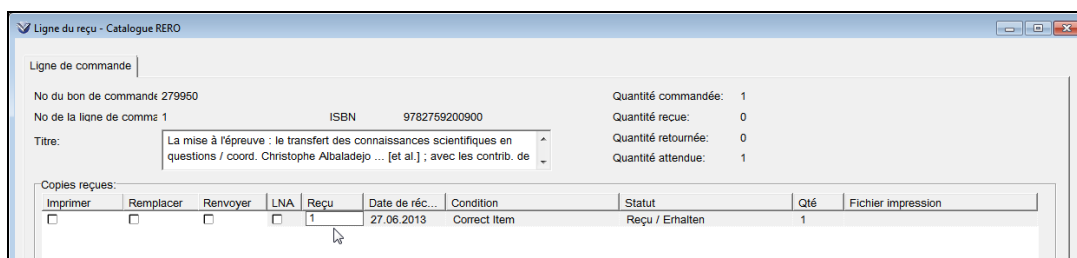 Ligne du reçu - Catalogue RERO
Ligne de commande
No du bon de commande 279950 Quantité commandée: 1
No de la ligne de comma 1 ISBN 9782759200900 Quantité reçue: 0
Titre: La mise à l'épreuve : le transfert des connaissances scientifiques en Quantité retournée: 0
questions / coord. Christophe Albaladejo ... [et al.] ; avec les contrib. de Quantité attendue: 1
Copies reçues:
Imprimer Remplacer Renvoyer LNA Reçu Date de réc... Condition Statut Qté Fichier impression
1 27.06.2013 Correct Item Reçu / Erhalten 1